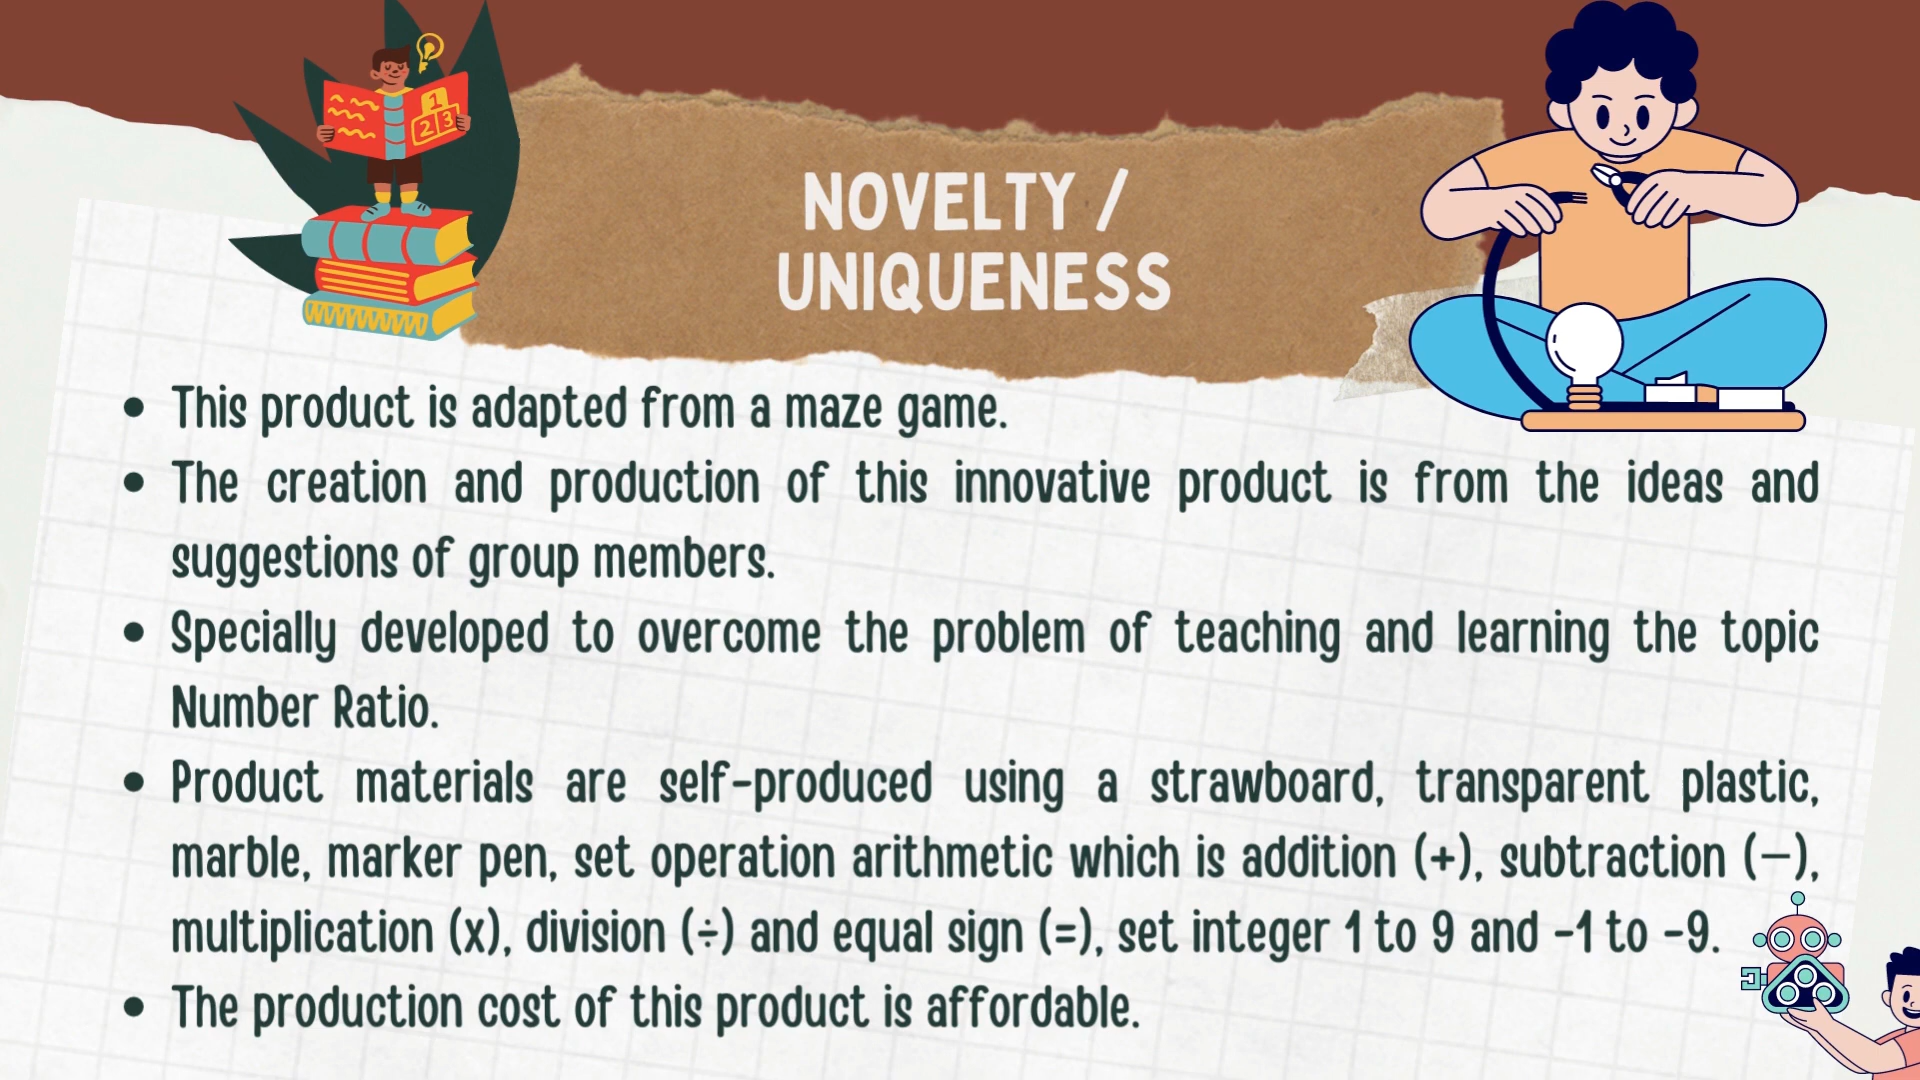 1
2 3
NOVELTY /
UNIQUENESS
• This product is adapted from a maze game.
• The creation and production of this innovative product is from the ideas and
suggestions of group members.
• Specially developed to overcome the problem of teaching and learning the topic
Number Ratio.
• Product materials are self-produced using a strawboard, transparent plastic,
marble, marker pen, set operation arithmetic which is addition (+), subtraction (−),
multiplication (x), division (÷) and equal sign (=), set integer 1 to 9 and -1 to -9.
• The production cost of this product is affordable.